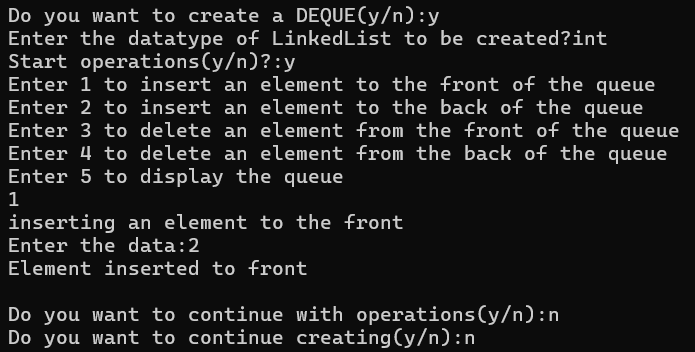 Do you want to create a DEQUE(y/n):y
Enter the datatype of LinkedList to be created?int
Start operations(y/n)?:y
Enter 1 to insert an element to the front of the queue
Enter 2 to insert an element to the back of the queue
Enter 3 to delete an element from the front of the queue
Enter 4 to delete an element from the back of the queue
Enter 5 to display the queue
1
inserting an element to the front
Enter the data:2
Element inserted to front
Do you want to continue with operations(y/n):n
Do you want to continue creating(y/n):n